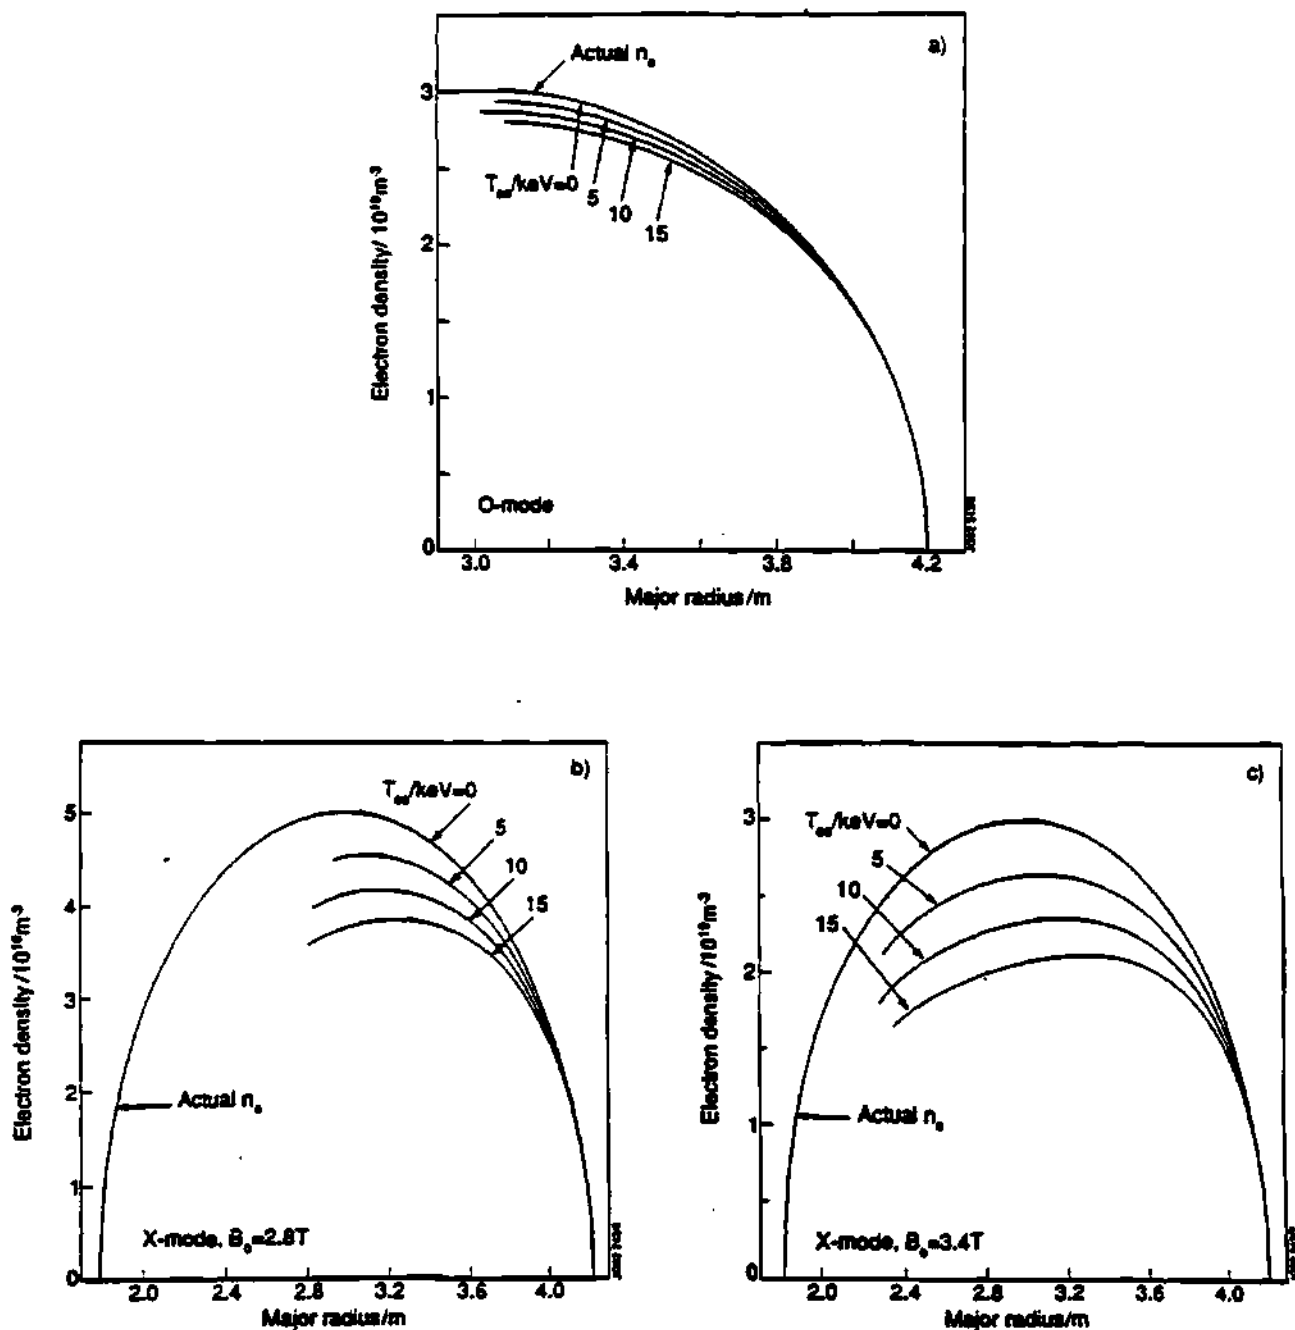 a)
Actual nₑ
3
Tₑₒ/keV=0
5
10
15
2
1
0
Electron density/ 10¹⁹m⁻³
O-mode
3.0 3.4 3.8 4.2
Major radius/m
b)
Tₑₒ/keV=0
5
10
15
5
4
3
2
1
0
Electron density/10¹⁹m⁻³
Actual nₑ
X-mode, B₀=2.8T
2.0 2.4 2.8 3.2 3.6 4.0
Major radius/m
c)
Tₑₒ/keV=0
5
10
15
3
2
1
0
Electron density/10¹⁹m⁻³
Actual nₑ
X-mode, B₀=3.4T
2.0 2.4 2.8 3.2 3.6 4.0
Major radius/m